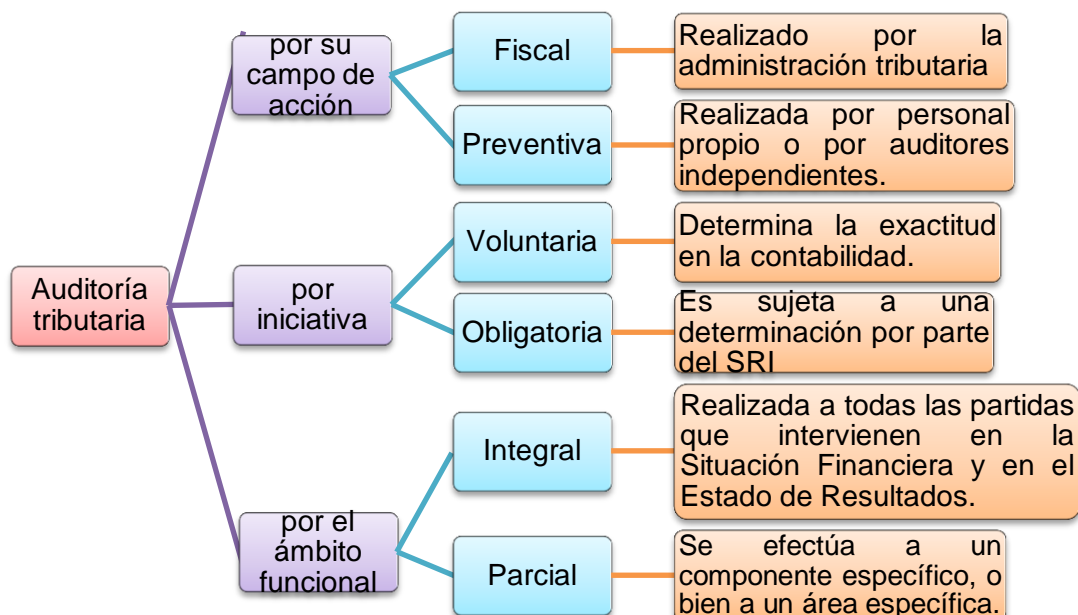 Auditoría
tributaria
por su
campo de
acción
Fiscal
Realizado por la
administración tributaria
Preventiva
Realizada por personal
propio o por auditores
independientes.
por
iniciativa
Voluntaria
Determina la exactitud
en la contabilidad.
Obligatoria
Es sujeta a una
determinación por parte
del SRI
por el
ámbito
funcional
Integral
Realizada a todas las partidas
que intervienen en la
Situación Financiera y en el
Estado de Resultados.
Parcial
Se efectúa a un
componente específico, o
bien a un área específica.